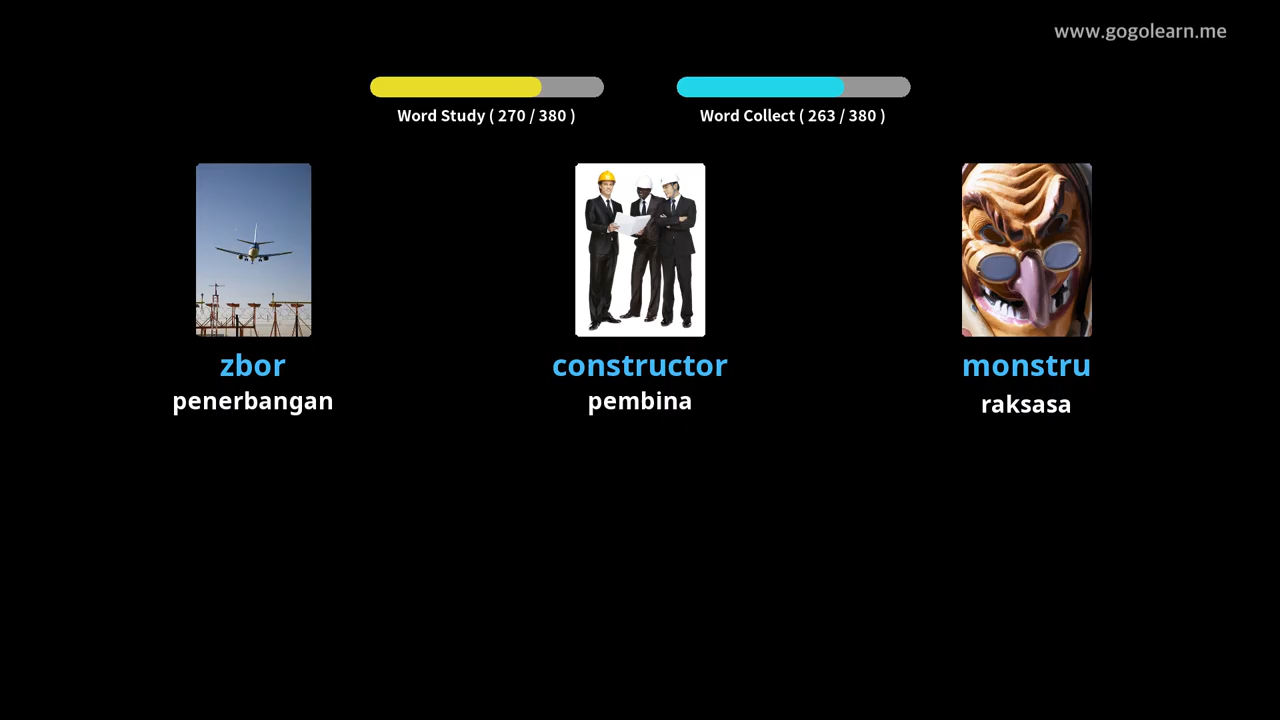 www.gogolearn.me
Word Study ( 270 / 380 )
Word Collect ( 263 / 380 )
zbor
constructor
monstru
penerbangan
pembina
raksasa